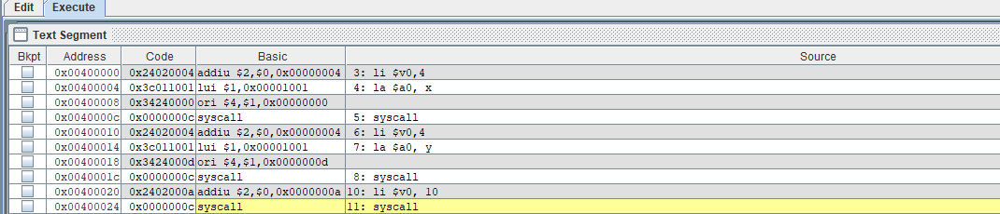 Edit Execute
Text Segment
Bkpt Address Code Basic Source
0x00400000 0x24020004 addiu $2,$0,0x00000004 3: li $v0,4
0x00400004 0x3c011001 lui $1,0x00001001 4: la $a0, x
0x00400008 0x34240000 ori $4,$1,0x00000000
0x0040000c 0x0000000c syscall 5: syscall
0x00400010 0x24020004 addiu $2,$0,0x00000004 6: li $v0,4
0x00400014 0x3c011001 lui $1,0x00001001 7: la $a0, y
0x00400018 0x3424000d ori $4,$1,0x0000000d
0x0040001c 0x0000000c syscall 8: syscall
0x00400020 0x2402000a addiu $2,$0,0x0000000a 10: li $v0, 10
0x00400024 0x0000000c syscall 11: syscall